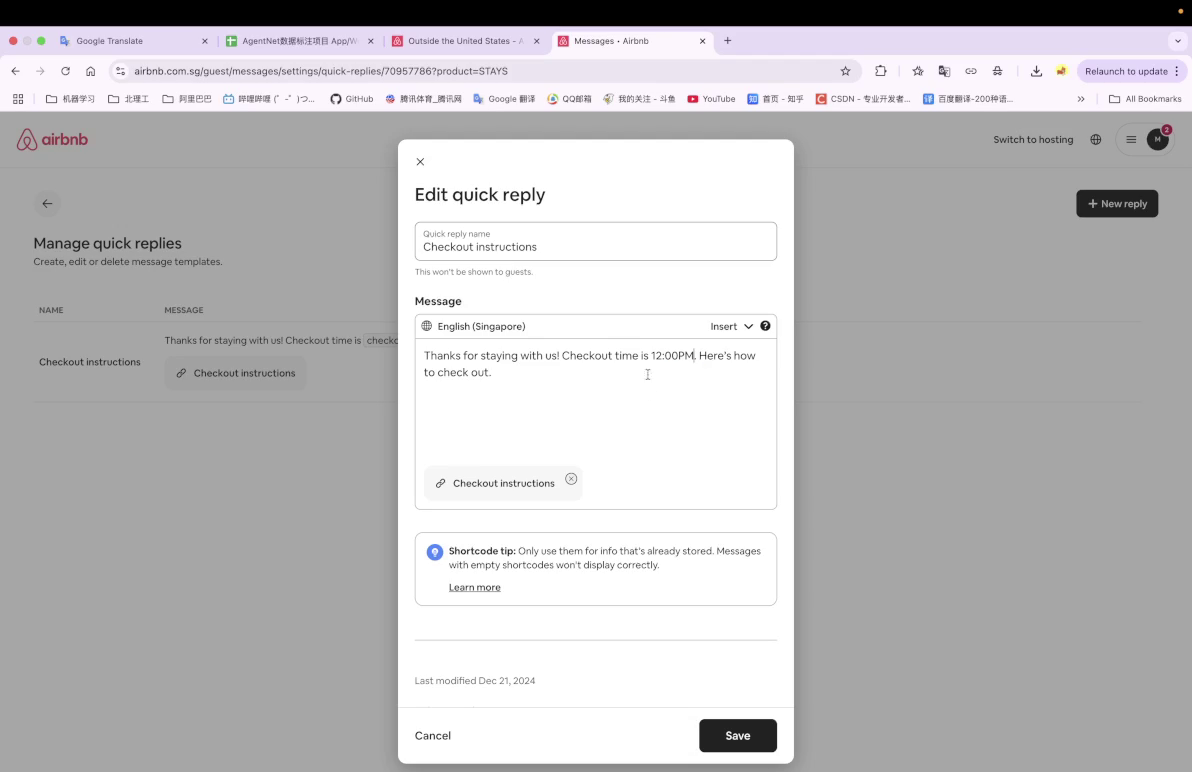 Google Translate
AgentNet数据标注项目 App/W
Outside the United States - A
Messages • Airbnb
airbnb.com.sg/guest/messages/settings/quick-replies/70957786?product=STAYS
Relaunch to update
机器学习
北理工
阿里巴巴
哔哩哔哩 (゜-゜)つ...
GitHub
腾讯体育_腾讯网
Google 翻译
QQ邮箱
我的关注 - 斗鱼
YouTube
首页 - 知乎
CSDN - 专业开发者...
百度翻译-200种语...
All Bookmarks
airbnb
Switch to hosting
M
2
Manage quick replies
Create, edit or delete message templates.
+ New reply
NAME
MESSAGE
Checkout instructions
Thanks for staying with us! Checkout time is
Checkout instructions
Edit quick reply
Quick reply name
Checkout instructions
This won't be shown to guests.
Message
English (Singapore)
Insert
?
Thanks for staying with us! Checkout time is 12:00PM. Here's how
to check out.
Checkout instructions
Shortcode tip: Only use them for info that's already stored. Messages
with empty shortcodes won't display correctly.
Learn more
Last modified Dec 21, 2024
Cancel
Save